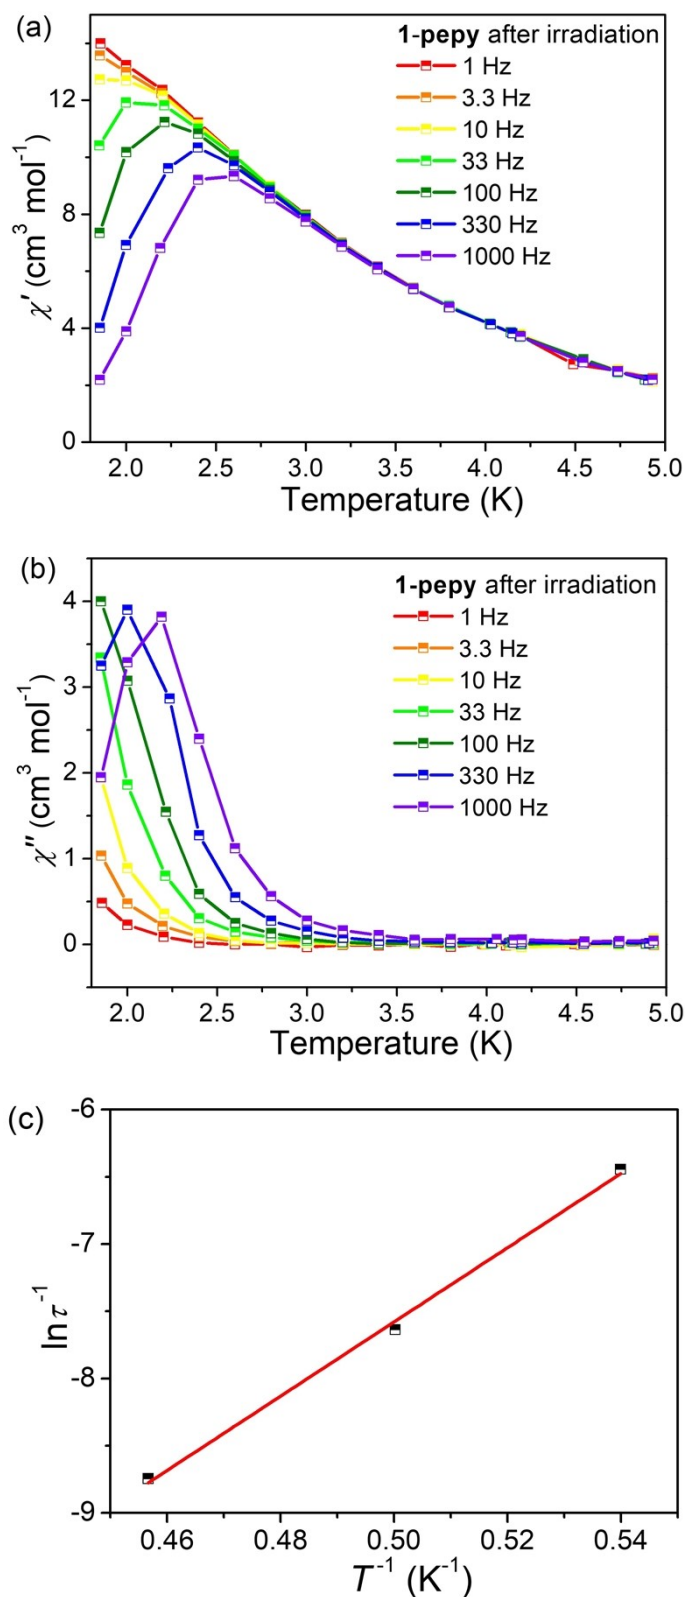 (a)
1-pepy after irradiation
1 Hz
3.3 Hz
10 Hz
33 Hz
100 Hz
330 Hz
1000 Hz
12
8
4
0
χ′ (cm³ mol⁻¹)
2.0 2.5 3.0 3.5 4.0 4.5 5.0
Temperature (K)
(b)
1-pepy after irradiation
1 Hz
3.3 Hz
10 Hz
33 Hz
100 Hz
330 Hz
1000 Hz
4
3
2
1
0
χ″ (cm³ mol⁻¹)
2.0 2.5 3.0 3.5 4.0 4.5 5.0
Temperature (K)
(c)
-6
-7
-8
-9
lnτ⁻¹
0.46 0.48 0.50 0.52 0.54
T⁻¹ (K⁻¹)